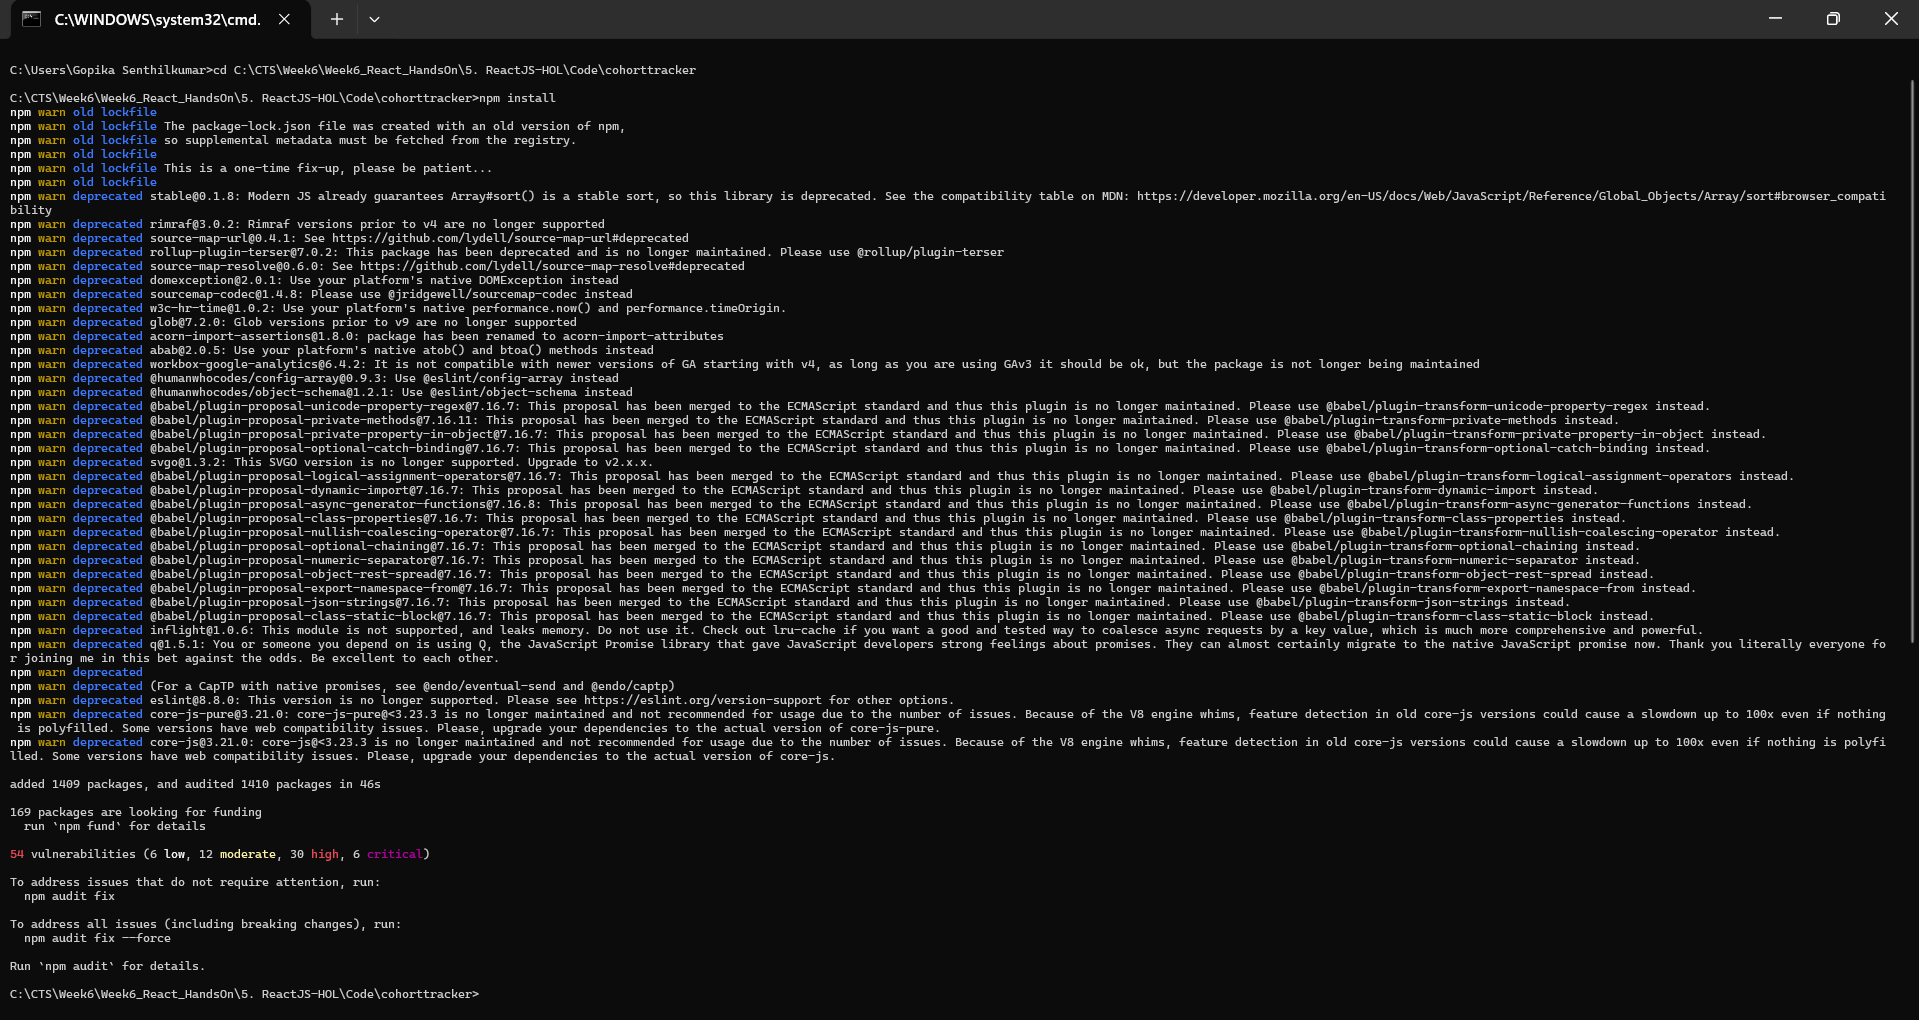 C:\WINDOWS\system32\cmd.
C:\Users\Gopika Senthilkumar>cd C:\CTS\Week6\Week6_React_HandsOn\5. ReactJS-HOL\Code\cohorttracker
C:\CTS\Week6\Week6_React_HandsOn\5. ReactJS-HOL\Code\cohorttracker>npm install
npm warn old lockfile
npm warn old lockfile The package-lock.json file was created with an old version of npm,
npm warn old lockfile so supplemental metadata must be fetched from the registry.
npm warn old lockfile
npm warn old lockfile This is a one-time fix-up, please be patient...
npm warn old lockfile
npm warn deprecated stable@0.1.8: Modern JS already guarantees Array#sort() is a stable sort, so this library is deprecated. See the compatibility table on MDN: https://developer.mozilla.org/en-US/docs/Web/JavaScript/Reference/Global_Objects/Array/sort#browser_compati
bility
npm warn deprecated rimraf@3.0.2: Rimraf versions prior to v4 are no longer supported
npm warn deprecated source-map-url@0.4.1: See https://github.com/lydell/source-map-url#deprecated
npm warn deprecated rollup-plugin-terser@7.0.2: This package has been deprecated and is no longer maintained. Please use @rollup/plugin-terser
npm warn deprecated source-map-resolve@0.6.0: See https://github.com/lydell/source-map-resolve#deprecated
npm warn deprecated domexception@2.0.1: Use your platform's native DOMException instead
npm warn deprecated sourcemap-codec@1.4.8: Please use @jridgewell/sourcemap-codec instead
npm warn deprecated w3c-hr-time@1.0.2: Use your platform's native performance.now() and performance.timeOrigin.
npm warn deprecated glob@7.2.0: Glob versions prior to v9 are no longer supported
npm warn deprecated acorn-import-assertions@1.8.0: package has been renamed to acorn-import-attributes
npm warn deprecated abab@2.0.5: Use your platform's native atob() and btoa() methods instead
npm warn deprecated workbox-google-analytics@6.4.2: It is not compatible with newer versions of GA starting with v4, as long as you are using GAv3 it should be ok, but the package is not longer being maintained
npm warn deprecated @humanwhocodes/config-array@0.9.3: Use @eslint/config-array instead
npm warn deprecated @humanwhocodes/object-schema@1.2.1: Use @eslint/object-schema instead
npm warn deprecated @babel/plugin-proposal-unicode-property-regex@7.16.7: This proposal has been merged to the ECMAScript standard and thus this plugin is no longer maintained. Please use @babel/plugin-transform-unicode-property-regex instead.
npm warn deprecated @babel/plugin-proposal-private-methods@7.16.11: This proposal has been merged to the ECMAScript standard and thus this plugin is no longer maintained. Please use @babel/plugin-transform-private-methods instead.
npm warn deprecated @babel/plugin-proposal-private-property-in-object@7.16.7: This proposal has been merged to the ECMAScript standard and thus this plugin is no longer maintained. Please use @babel/plugin-transform-private-property-in-object instead.
npm warn deprecated @babel/plugin-proposal-optional-catch-binding@7.16.7: This proposal has been merged to the ECMAScript standard and thus this plugin is no longer maintained. Please use @babel/plugin-transform-optional-catch-binding instead.
npm warn deprecated svgo@1.3.2: This SVGO version is no longer supported. Upgrade to v2.x.x.
npm warn deprecated @babel/plugin-proposal-logical-assignment-operators@7.16.7: This proposal has been merged to the ECMAScript standard and thus this plugin is no longer maintained. Please use @babel/plugin-transform-logical-assignment-operators instead.
npm warn deprecated @babel/plugin-proposal-dynamic-import@7.16.7: This proposal has been merged to the ECMAScript standard and thus this plugin is no longer maintained. Please use @babel/plugin-transform-dynamic-import instead.
npm warn deprecated @babel/plugin-proposal-async-generator-functions@7.16.8: This proposal has been merged to the ECMAScript standard and thus this plugin is no longer maintained. Please use @babel/plugin-transform-async-generator-functions instead.
npm warn deprecated @babel/plugin-proposal-class-properties@7.16.7: This proposal has been merged to the ECMAScript standard and thus this plugin is no longer maintained. Please use @babel/plugin-transform-class-properties instead.
npm warn deprecated @babel/plugin-proposal-nullish-coalescing-operator@7.16.7: This proposal has been merged to the ECMAScript standard and thus this plugin is no longer maintained. Please use @babel/plugin-transform-nullish-coalescing-operator instead.
npm warn deprecated @babel/plugin-proposal-optional-chaining@7.16.7: This proposal has been merged to the ECMAScript standard and thus this plugin is no longer maintained. Please use @babel/plugin-transform-optional-chaining instead.
npm warn deprecated @babel/plugin-proposal-numeric-separator@7.16.7: This proposal has been merged to the ECMAScript standard and thus this plugin is no longer maintained. Please use @babel/plugin-transform-numeric-separator instead.
npm warn deprecated @babel/plugin-proposal-object-rest-spread@7.16.7: This proposal has been merged to the ECMAScript standard and thus this plugin is no longer maintained. Please use @babel/plugin-transform-object-rest-spread instead.
npm warn deprecated @babel/plugin-proposal-export-namespace-from@7.16.7: This proposal has been merged to the ECMAScript standard and thus this plugin is no longer maintained. Please use @babel/plugin-transform-export-namespace-from instead.
npm warn deprecated @babel/plugin-proposal-json-strings@7.16.7: This proposal has been merged to the ECMAScript standard and thus this plugin is no longer maintained. Please use @babel/plugin-transform-json-strings instead.
npm warn deprecated @babel/plugin-proposal-class-static-block@7.16.7: This proposal has been merged to the ECMAScript standard and thus this plugin is no longer maintained. Please use @babel/plugin-transform-class-static-block instead.
npm warn deprecated inflight@1.0.6: This module is not supported, and leaks memory. Do not use it. Check out lru-cache if you want a good and tested way to coalesce async requests by a key value, which is much more comprehensive and powerful.
npm warn deprecated q@1.5.1: You or someone you depend on is using Q, the JavaScript Promise library that gave JavaScript developers strong feelings about promises. They can almost certainly migrate to the native JavaScript promise now. Thank you literally everyone fo
r joining me in this bet against the odds. Be excellent to each other.
npm warn deprecated
npm warn deprecated (For a CapTP with native promises, see @endo/eventual-send and @endo/captp)
npm warn deprecated eslint@8.8.0: This version is no longer supported. Please see https://eslint.org/version-support for other options.
npm warn deprecated core-js-pure@3.21.0: core-js-pure@<3.23.3 is no longer maintained and not recommended for usage due to the number of issues. Because of the V8 engine whims, feature detection in old core-js versions could cause a slowdown up to 100x even if nothing
 is polyfilled. Some versions have web compatibility issues. Please, upgrade your dependencies to the actual version of core-js-pure.
npm warn deprecated core-js@3.21.0: core-js@<3.23.3 is no longer maintained and not recommended for usage due to the number of issues. Because of the V8 engine whims, feature detection in old core-js versions could cause a slowdown up to 100x even if nothing is polyfi
lled. Some versions have web compatibility issues. Please, upgrade your dependencies to the actual version of core-js.
added 1409 packages, and audited 1410 packages in 46s
169 packages are looking for funding
  run `npm fund` for details
54 vulnerabilities (6 low, 12 moderate, 30 high, 6 critical)
To address issues that do not require attention, run:
  npm audit fix
To address all issues (including breaking changes), run:
  npm audit fix --force
Run `npm audit` for details.
C:\CTS\Week6\Week6_React_HandsOn\5. ReactJS-HOL\Code\cohorttracker>